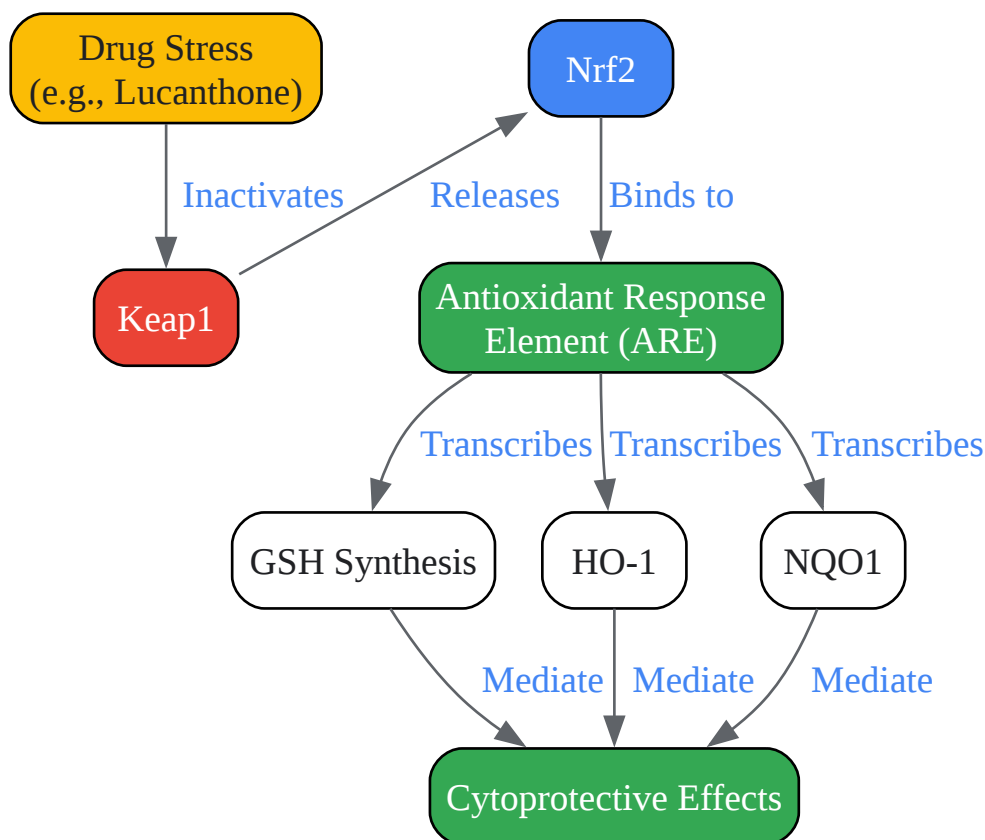 Drug Stress
(e.g., Lucanthone)
Nrf2
Inactivates
Releases
Binds to
Keap1
Antioxidant Response
Element (ARE)
Transcribes
Transcribes
Transcribes
GSH Synthesis
HO-1
NQO1
Mediate
Mediate
Mediate
Cytoprotective Effects